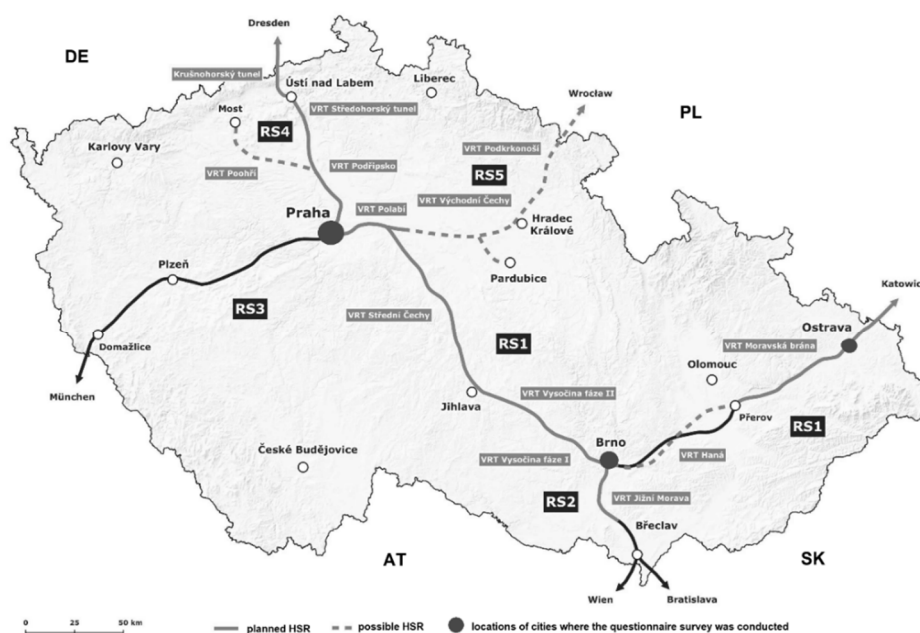 Dresden
DE
Krušnohorský tunel
Ústí nad Labem
Liberec
Wrocław
Most
VRT Středohorský tunel
PL
RS4
VRT Podkrkonoší
Karlovy Vary
VRT Poohří
VRT Podřipsko
RS5
VRT Východní Čechy
Praha
VRT Polabí
Hradec
Králové
Plzeň
Pardubice
Katowic
RS3
VRT Střední Čechy
Ostrava
Domažlice
RS1
VRT Moravská brána
Olomouc
München
Jihlava
VRT Vysočina fáze II
Přerov
RS1
České Budějovice
Brno
VRT Vysočina fáze I
VRT Haná
RS2
VRT Jižní Morava
Břeclav
AT
SK
Wien
Bratislava
0 25 50 km
planned HSR
possible HSR
locations of cities where the questionnaire survey was conducted